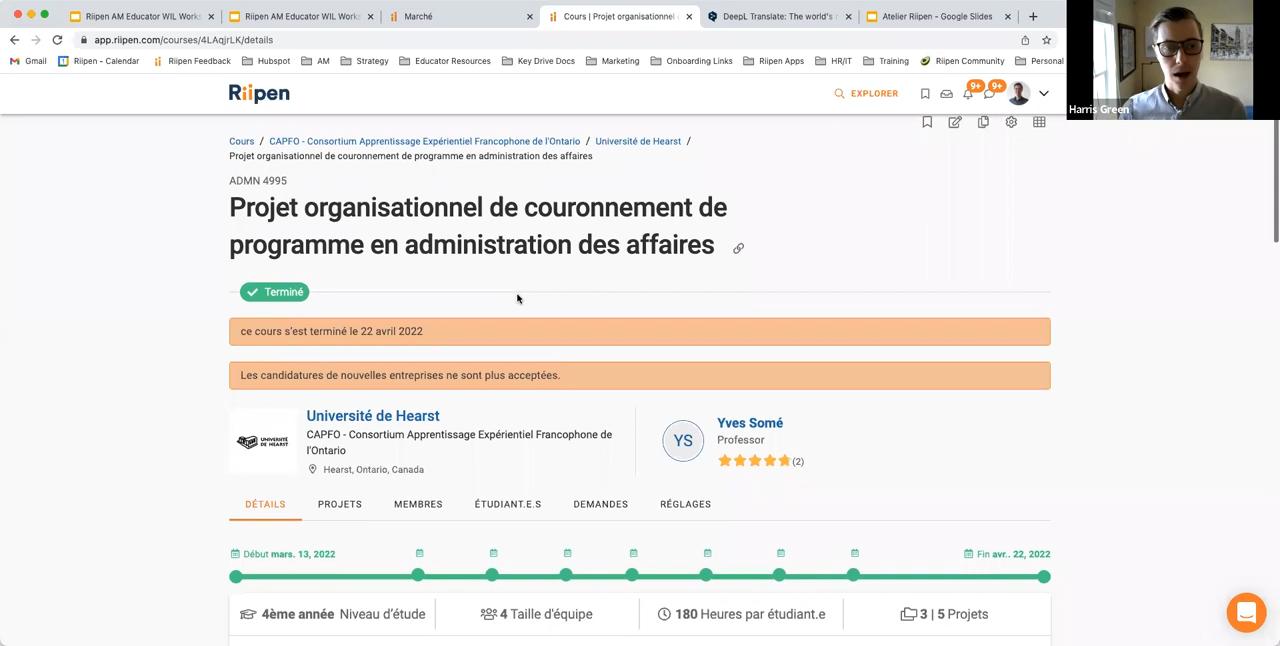 Riipen AM Educator WIL Works
Riipen AM Educator WIL Works
Marché
Cours | Projet organisationnel
DeepL Translate: The world's
Atelier Riipen - Google Slides
app.riipen.com/courses/4LAqjrLK/details
Gmail
Riipen - Calendar
Riipen Feedback
Hubspot
AM
Strategy
Educator Resources
Key Drive Docs
Marketing
Onboarding Links
Riipen Apps
HR/IT
Training
Riipen Community
Personal
Harris Green
Riipen
EXPLORER
9+
9+
Cours / CAPFO - Consortium Apprentissage Expérientiel Francophone de l'Ontario / Université de Hearst /
Projet organisationnel de couronnement de programme en administration des affaires
ADMN 4995
Projet organisationnel de couronnement de
programme en administration des affaires
Terminé
ce cours s'est terminé le 22 avril 2022
Les candidatures de nouvelles entreprises ne sont plus acceptées.
UNIVERSITÉ
DE HEARST
Université de Hearst
CAPFO - Consortium Apprentissage Expérientiel Francophone de
l'Ontario
Hearst, Ontario, Canada
YS
Yves Somé
Professor
(2)
DÉTAILS
PROJETS
MEMBRES
ÉTUDIANT.E.S
DEMANDES
RÉGLAGES
Début mars. 13, 2022
Fin avr.. 22, 2022
4ème année Niveau d'étude
4 Taille d'équipe
180 Heures par étudiant.e
3 | 5 Projets